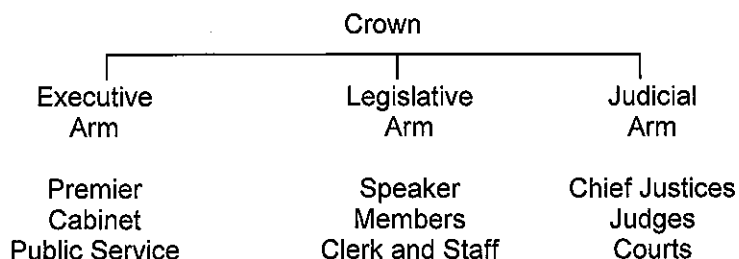 Crown
Executive Arm
Premier
Cabinet
Public Service
Legislative Arm
Speaker
Members
Clerk and Staff
Judicial Arm
Chief Justices
Judges
Courts